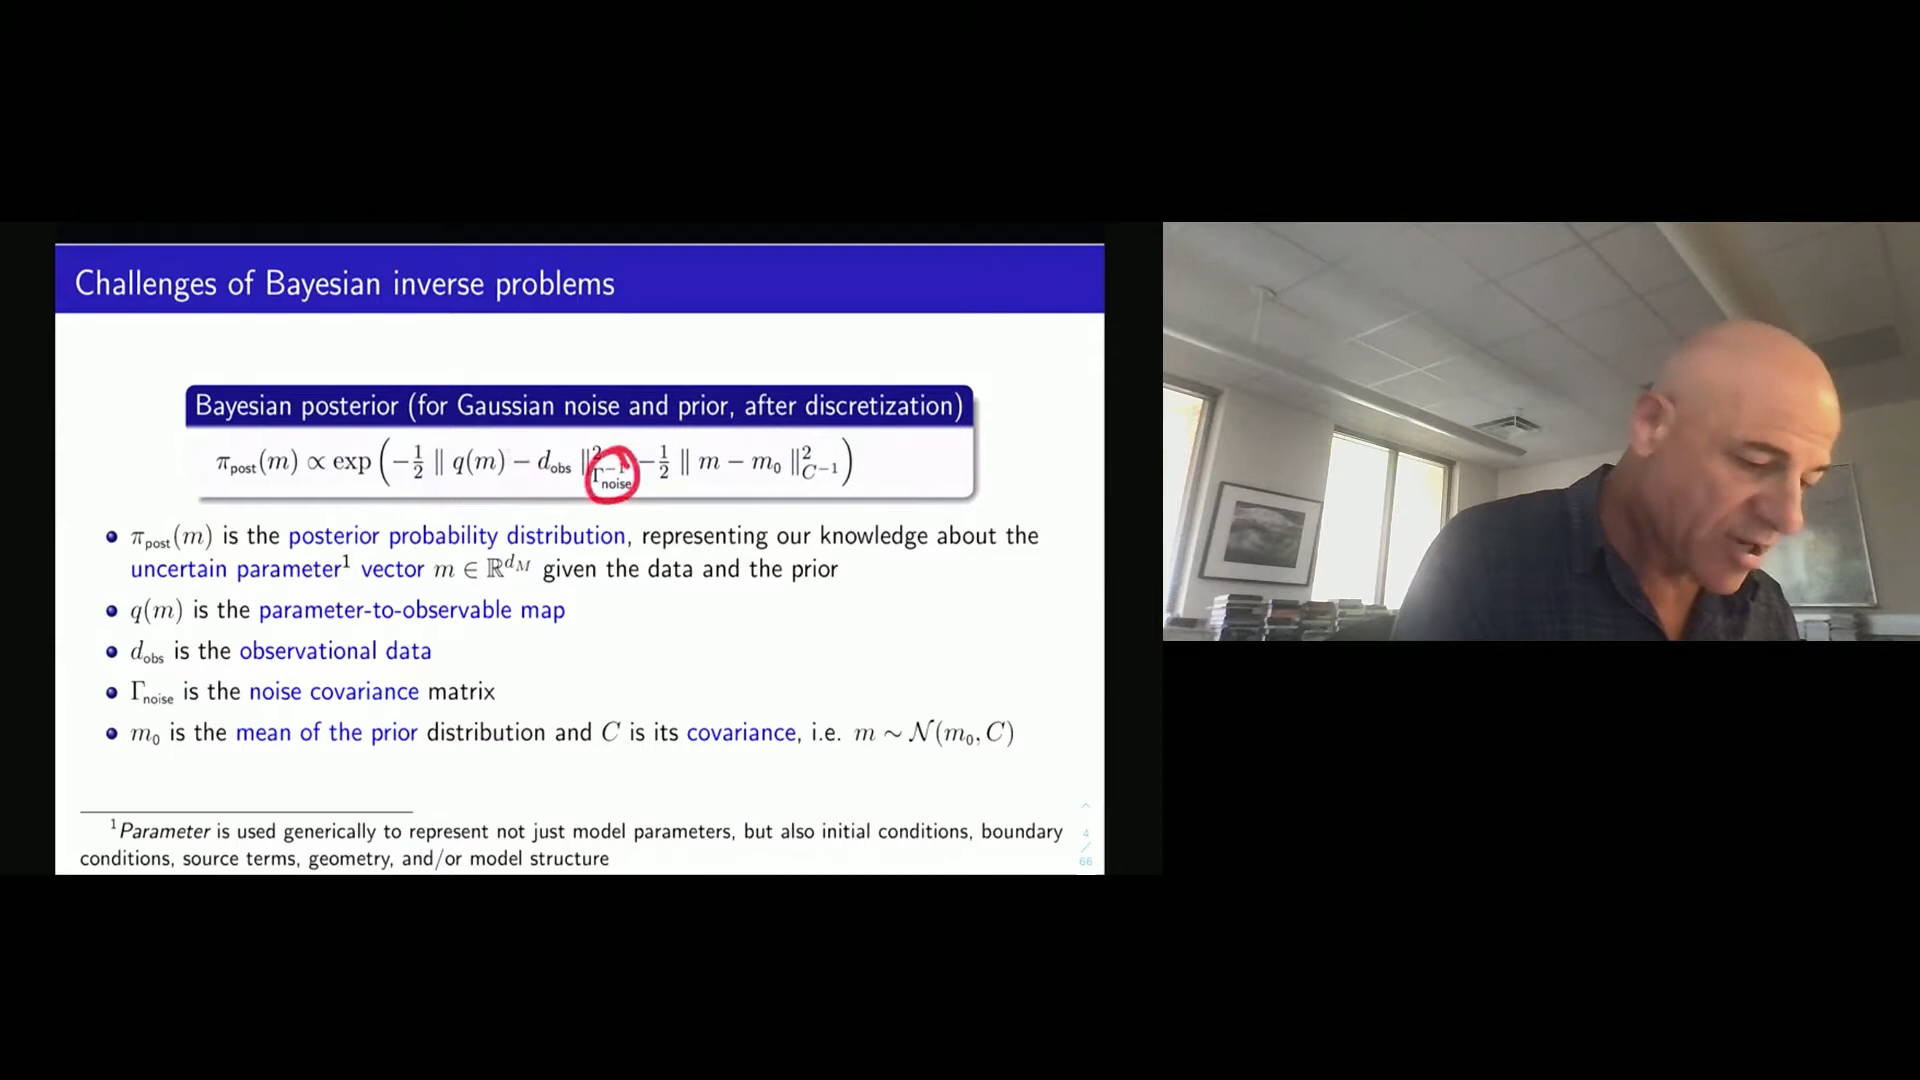 Challenges of Bayesian inverse problems
Bayesian posterior (for Gaussian noise and prior, after discretization)
π_post(m) ∝ exp(−½ ‖ q(m) − d_obs ‖²_{Γ⁻¹_noise} − ½ ‖ m − m₀ ‖²_{C⁻¹})
• π_post(m) is the posterior probability distribution, representing our knowledge about the
uncertain parameter¹ vector m ∈ ℝ^{d_M} given the data and the prior
• q(m) is the parameter-to-observable map
• d_obs is the observational data
• Γ_noise is the noise covariance matrix
• m₀ is the mean of the prior distribution and C is its covariance, i.e. m ∼ 𝒩(m₀, C)
¹Parameter is used generically to represent not just model parameters, but also initial conditions, boundary
conditions, source terms, geometry, and/or model structure
4
/
66